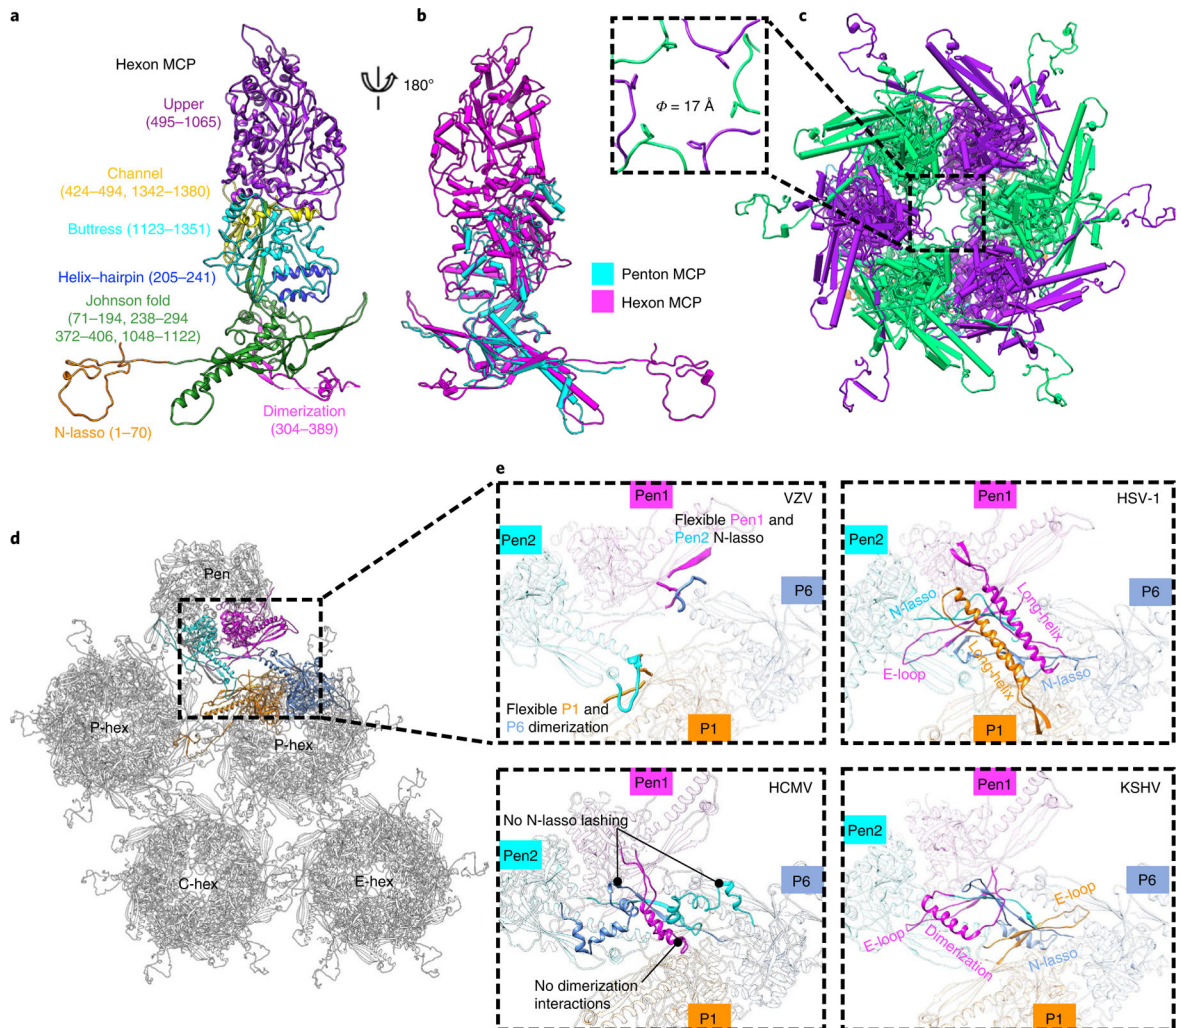 a
Hexon MCP
Upper
(495–1065)
Channel
(424–494, 1342–1380)
Buttress (1123–1351)
Helix–hairpin (205–241)
Johnson fold
(71–194, 238–294
372–406, 1048–1122)
N-lasso (1–70)
Dimerization
(304–389)
180°
b
Penton MCP
Hexon MCP
Φ = 17 Å
c
d
Pen
P-hex
P-hex
C-hex
E-hex
e
Pen1
VZV
Pen2
Flexible Pen1 and
Pen2 N-lasso
P6
Flexible P1 and
P6 dimerization
P1
Pen1
HSV-1
Pen2
P6
N-lasso
Long-helix
E-loop
Long-helix
N-lasso
P1
Pen1
HCMV
No N-lasso lashing
Pen2
P6
No dimerization
interactions
P1
Pen1
KSHV
Pen2
P6
E-loop
E-loop
Dimerization
N-lasso
P1